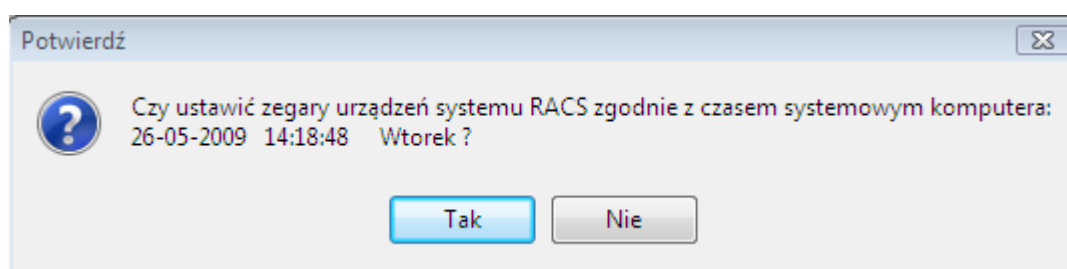 Potwierdź
Czy ustawić zegary urządzeń systemu RACS zgodnie z czasem systemowym komputera:
26-05-2009 14:18:48 Wtorek ?
Tak Nie